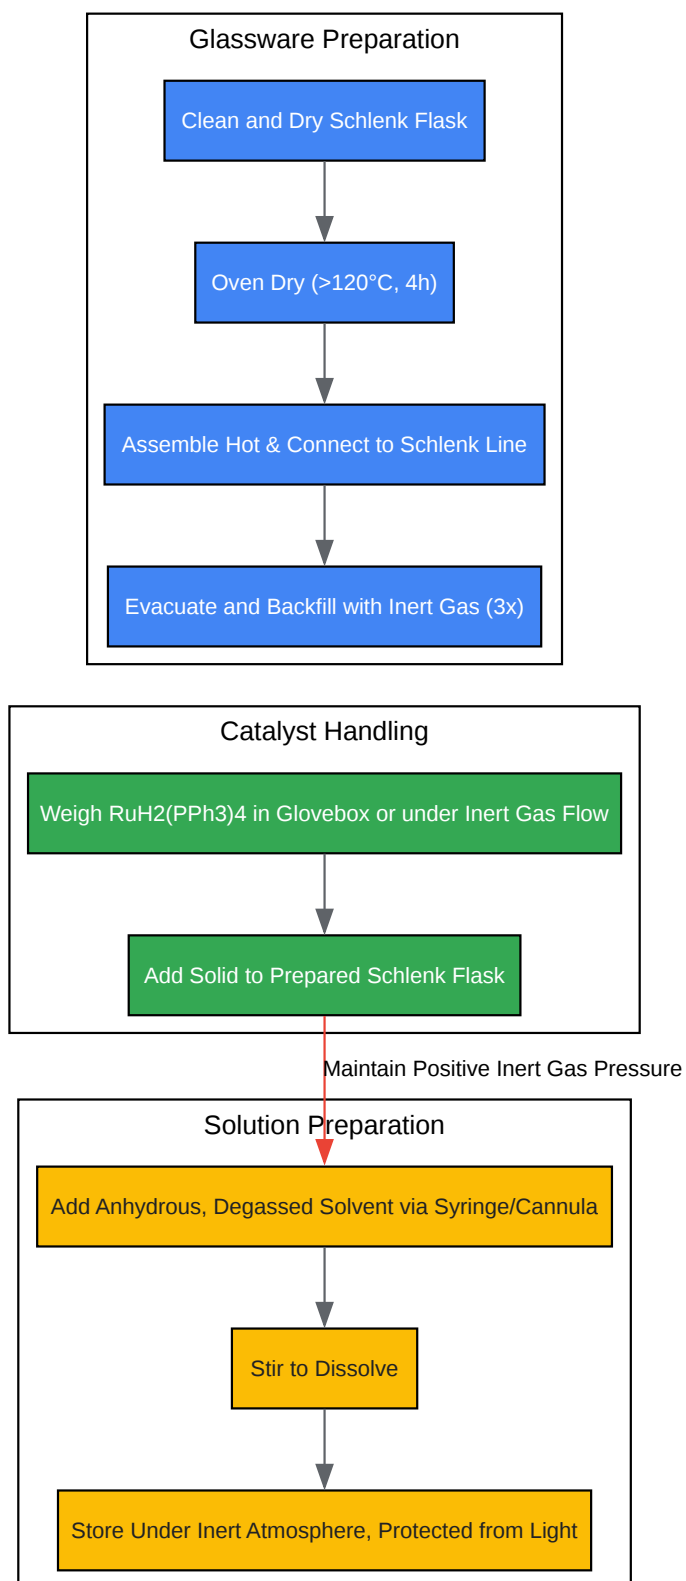 Glassware Preparation
Clean and Dry Schlenk Flask
Oven Dry (>120°C, 4h)
Assemble Hot & Connect to Schlenk Line
Evacuate and Backfill with Inert Gas (3x)
Catalyst Handling
Weigh RuH2(PPh3)4 in Glovebox or under Inert Gas Flow
Add Solid to Prepared Schlenk Flask
Maintain Positive Inert Gas Pressure
Solution Preparation
Add Anhydrous, Degassed Solvent via Syringe/Cannula
Stir to Dissolve
Store Under Inert Atmosphere, Protected from Light